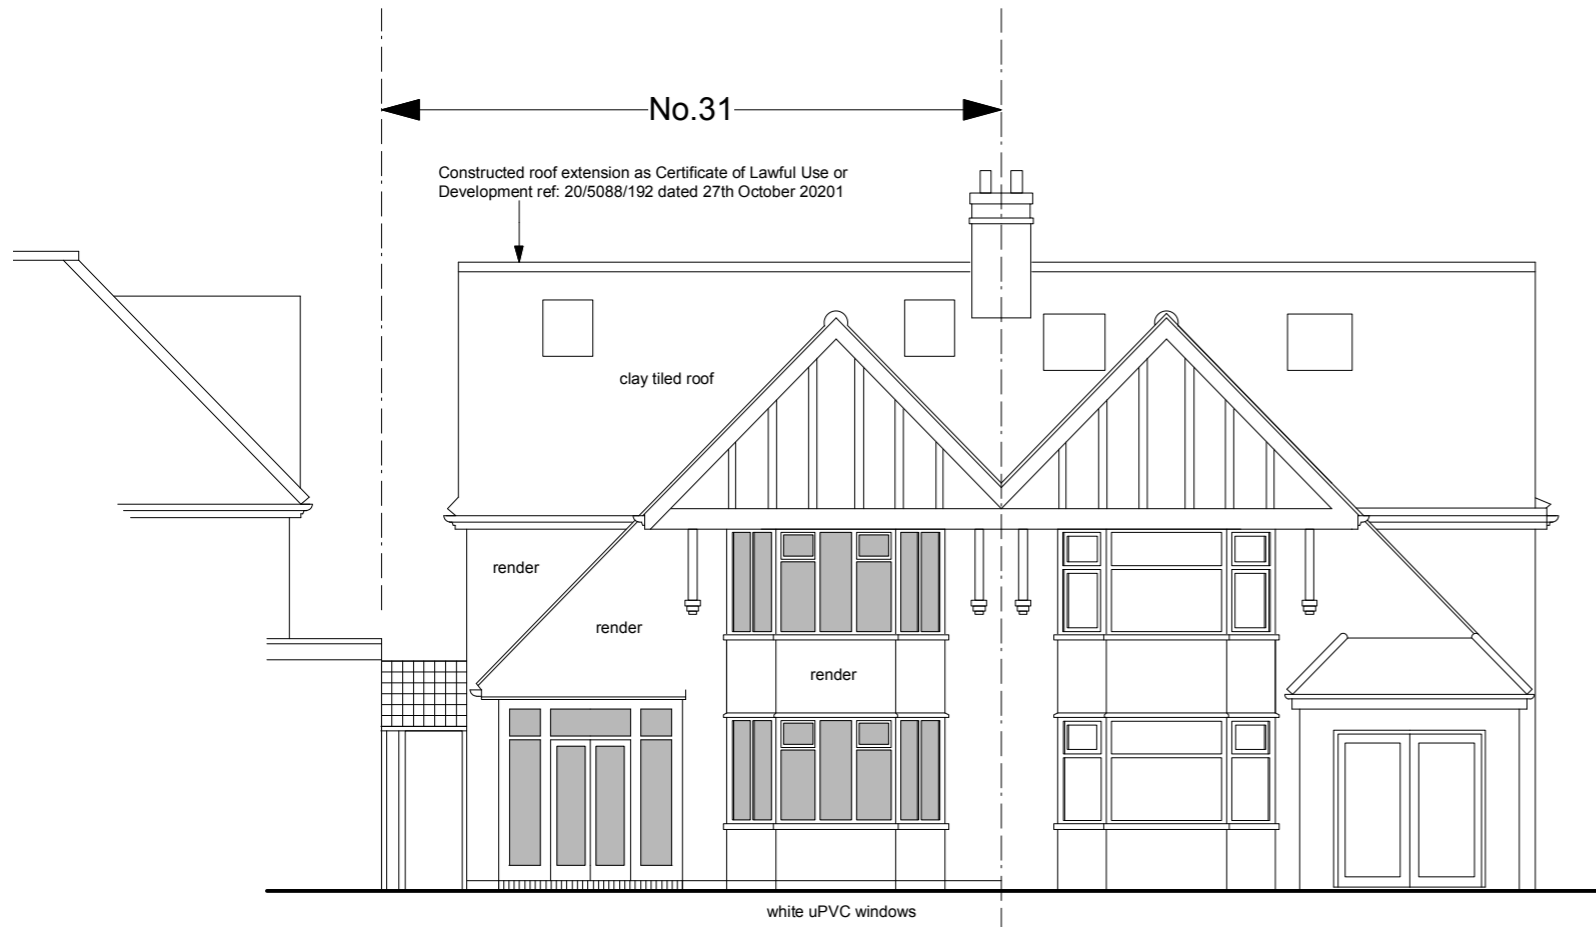 No.31
Constructed roof extension as Certificate of Lawful Use or
Development ref: 20/5088/192 dated 27th October 20201
clay tiled roof
render
render
render
white uPVC windows